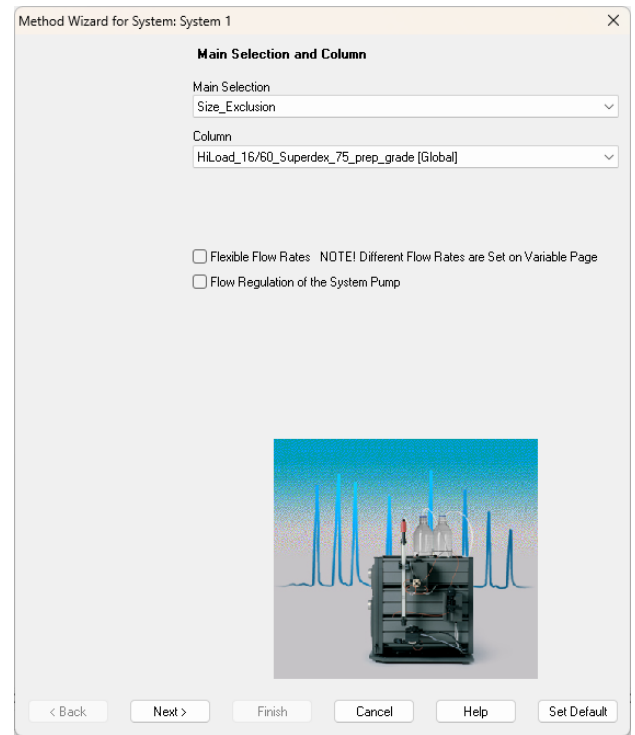 Method Wizard for System: System 1
Main Selection and Column
Main Selection
Size_Exclusion
Column
HiLoad_16/60_Superdex_75_prep_grade [Global]
Flexible Flow Rates   NOTE! Different Flow Rates are Set on Variable Page
Flow Regulation of the System Pump
< Back
Next >
Finish
Cancel
Help
Set Default